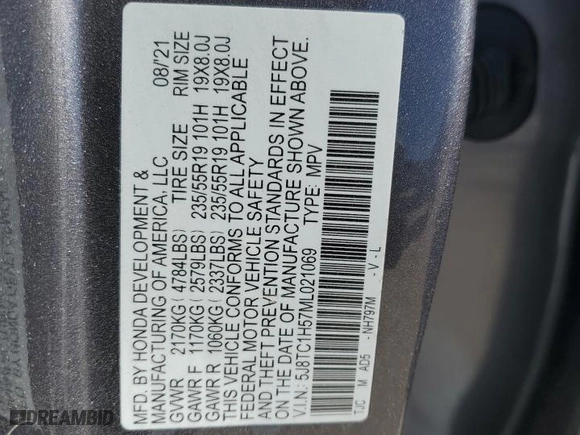 MFD. BY HONDA DEVELOPMENT & 08/'21
MANUFACTURING OF AMERICA, LLC
GVWR 2170KG ( 4784LBS) TIRE SIZE RIM SIZE
GAWR F 1170KG ( 2579LBS) 235/55R19 101H 19X8.0J
GAWR R 1060KG ( 2337LBS) 235/55R19 101H 19X8.0J
THIS VEHICLE CONFORMS TO ALL APPLICABLE
FEDERAL MOTOR VEHICLE SAFETY
AND THEFT PREVENTION STANDARDS IN EFFECT
ON THE DATE OF MANUFACTURE SHOWN ABOVE.
V.I.N: 5J8TC1H57ML021069 TYPE: MPV
TJC M AD5 -NH797M - V - L
DREAMBID